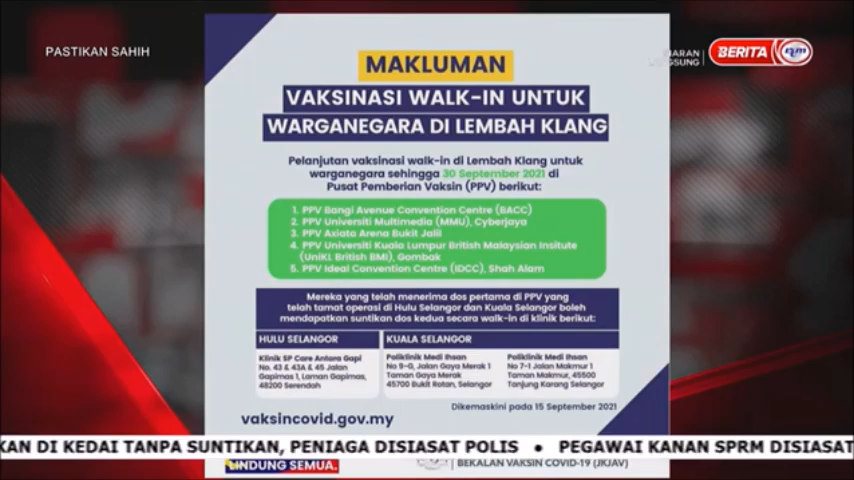 PASTIKAN SAHIH
BERITA
MAKLUMAN
VAKSINASI WALK-IN UNTUK
WARGANEGARA DI LEMBAH KLANG
Pelanjutan vaksinasi walk-in di Lembah Klang untuk
warganegara sehingga 30 September 2021 di
Pusat Pemberian Vaksin (PPV) berikut:
1. PPV Bangi Avenue Convention Centre (BACC)
2. PPV Universiti Multimedia (MMU), Cyberjaya
3. PPV Axiata Arena Bukit Jalil
4. PPV Universiti Kuala Lumpur British Malaysian Insitute
(UniKL British BMI), Gombak
5. PPV Ideal Convention Centre (IDCC), Shah Alam
Mereka yang telah menerima dos pertama di PPV yang
telah tamat operasi di Hulu Selangor dan Kuala Selangor boleh
mendapatkan suntikan dos kedua secara walk-in di klinik berikut:
HULU SELANGOR
Klinik SP Care Antara Gapi
No. 43 & 43A & 45 Jalan
Gapimas 1, Laman Gapimas,
48200 Serendah
KUALA SELANGOR
Poliklinik Medi Ihsan
No 9-G, Jalan Gaya Merak 1
Taman Gaya Merak
45700 Bukit Rotan, Selangor
Poliklinik Medi Ihsan
No 7-1 Jalan Makmur 1
Taman Makmur, 45500
Tanjung Karang Selangor
Dikemaskini pada 15 September 2021
vaksincovid.gov.my
KAN DI KEDAI TANPA SUNTIKAN, PENIAGA DISIASAT POLIS • PEGAWAI KANAN SPRM DISIASAT
LINDUNG SEMUA.
BEKALAN VAKSIN COVID-19 (JKJAV)